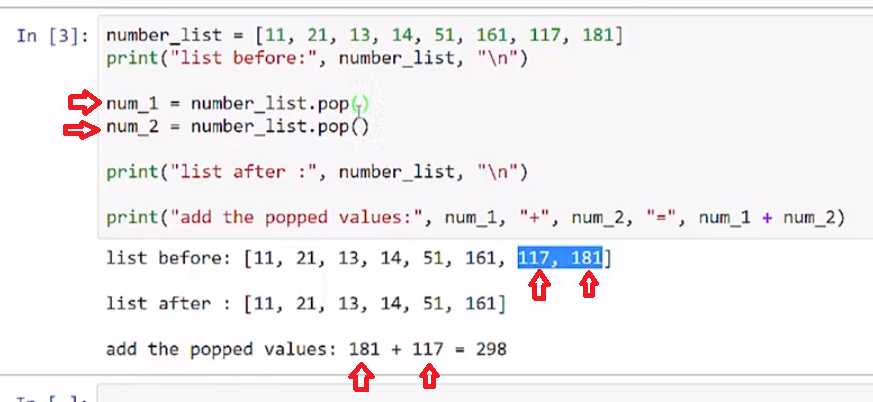 In [3]: number_list = [11, 21, 13, 14, 51, 161, 117, 181]
print("list before:", number_list, "\n")
num_1 = number_list.pop()
num_2 = number_list.pop()
print("list after :", number_list, "\n")
print("add the popped values:", num_1, "+", num_2, "=", num_1 + num_2)
list before: [11, 21, 13, 14, 51, 161, 117, 181]
list after : [11, 21, 13, 14, 51, 161]
add the popped values: 181 + 117 = 298